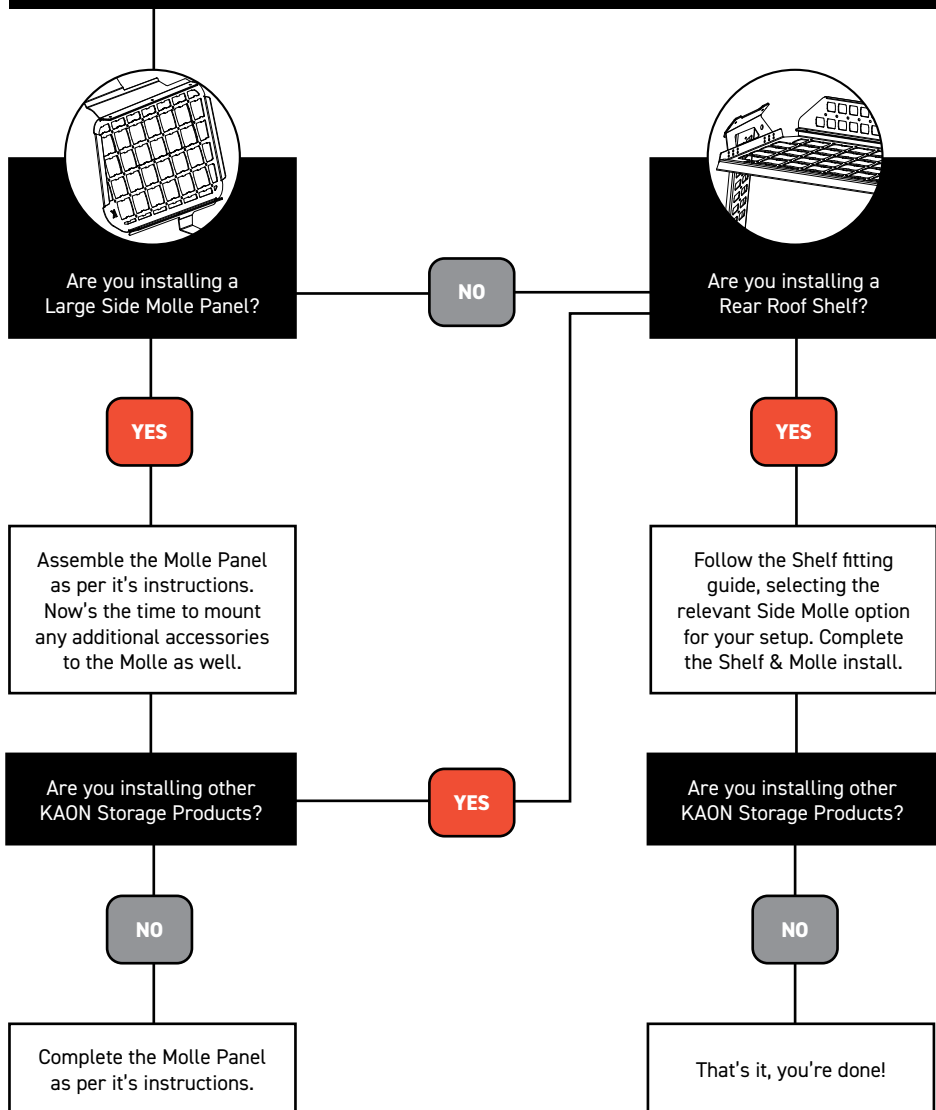 Are you installing a
Large Side Molle Panel?
NO
Are you installing a
Rear Roof Shelf?
YES
YES
Assemble the Molle Panel
as per it's instructions.
Now's the time to mount
any additional accessories
to the Molle as well.
Follow the Shelf fitting
guide, selecting the
relevant Side Molle option
for your setup. Complete
the Shelf & Molle install.
Are you installing other
KAON Storage Products?
YES
Are you installing other
KAON Storage Products?
NO
NO
Complete the Molle Panel
as per it's instructions.
That's it, you're done!